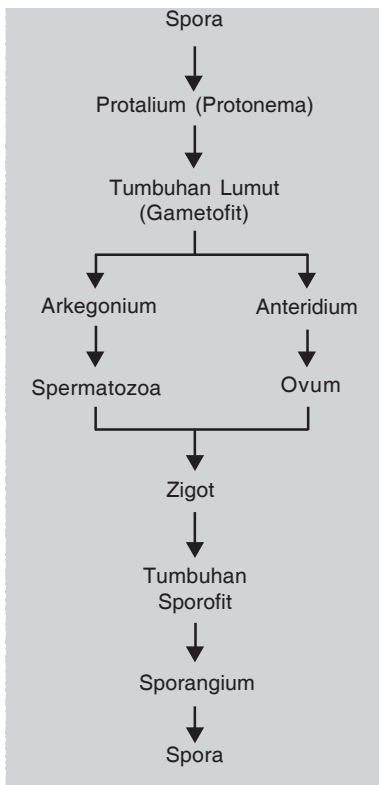 Spora
Protalium (Protonema)
Tumbuhan Lumut
(Gametofit)
Arkegonium
Anteridium
Spermatozoa
Ovum
Zigot
Tumbuhan
Sporofit
Sporangium
Spora